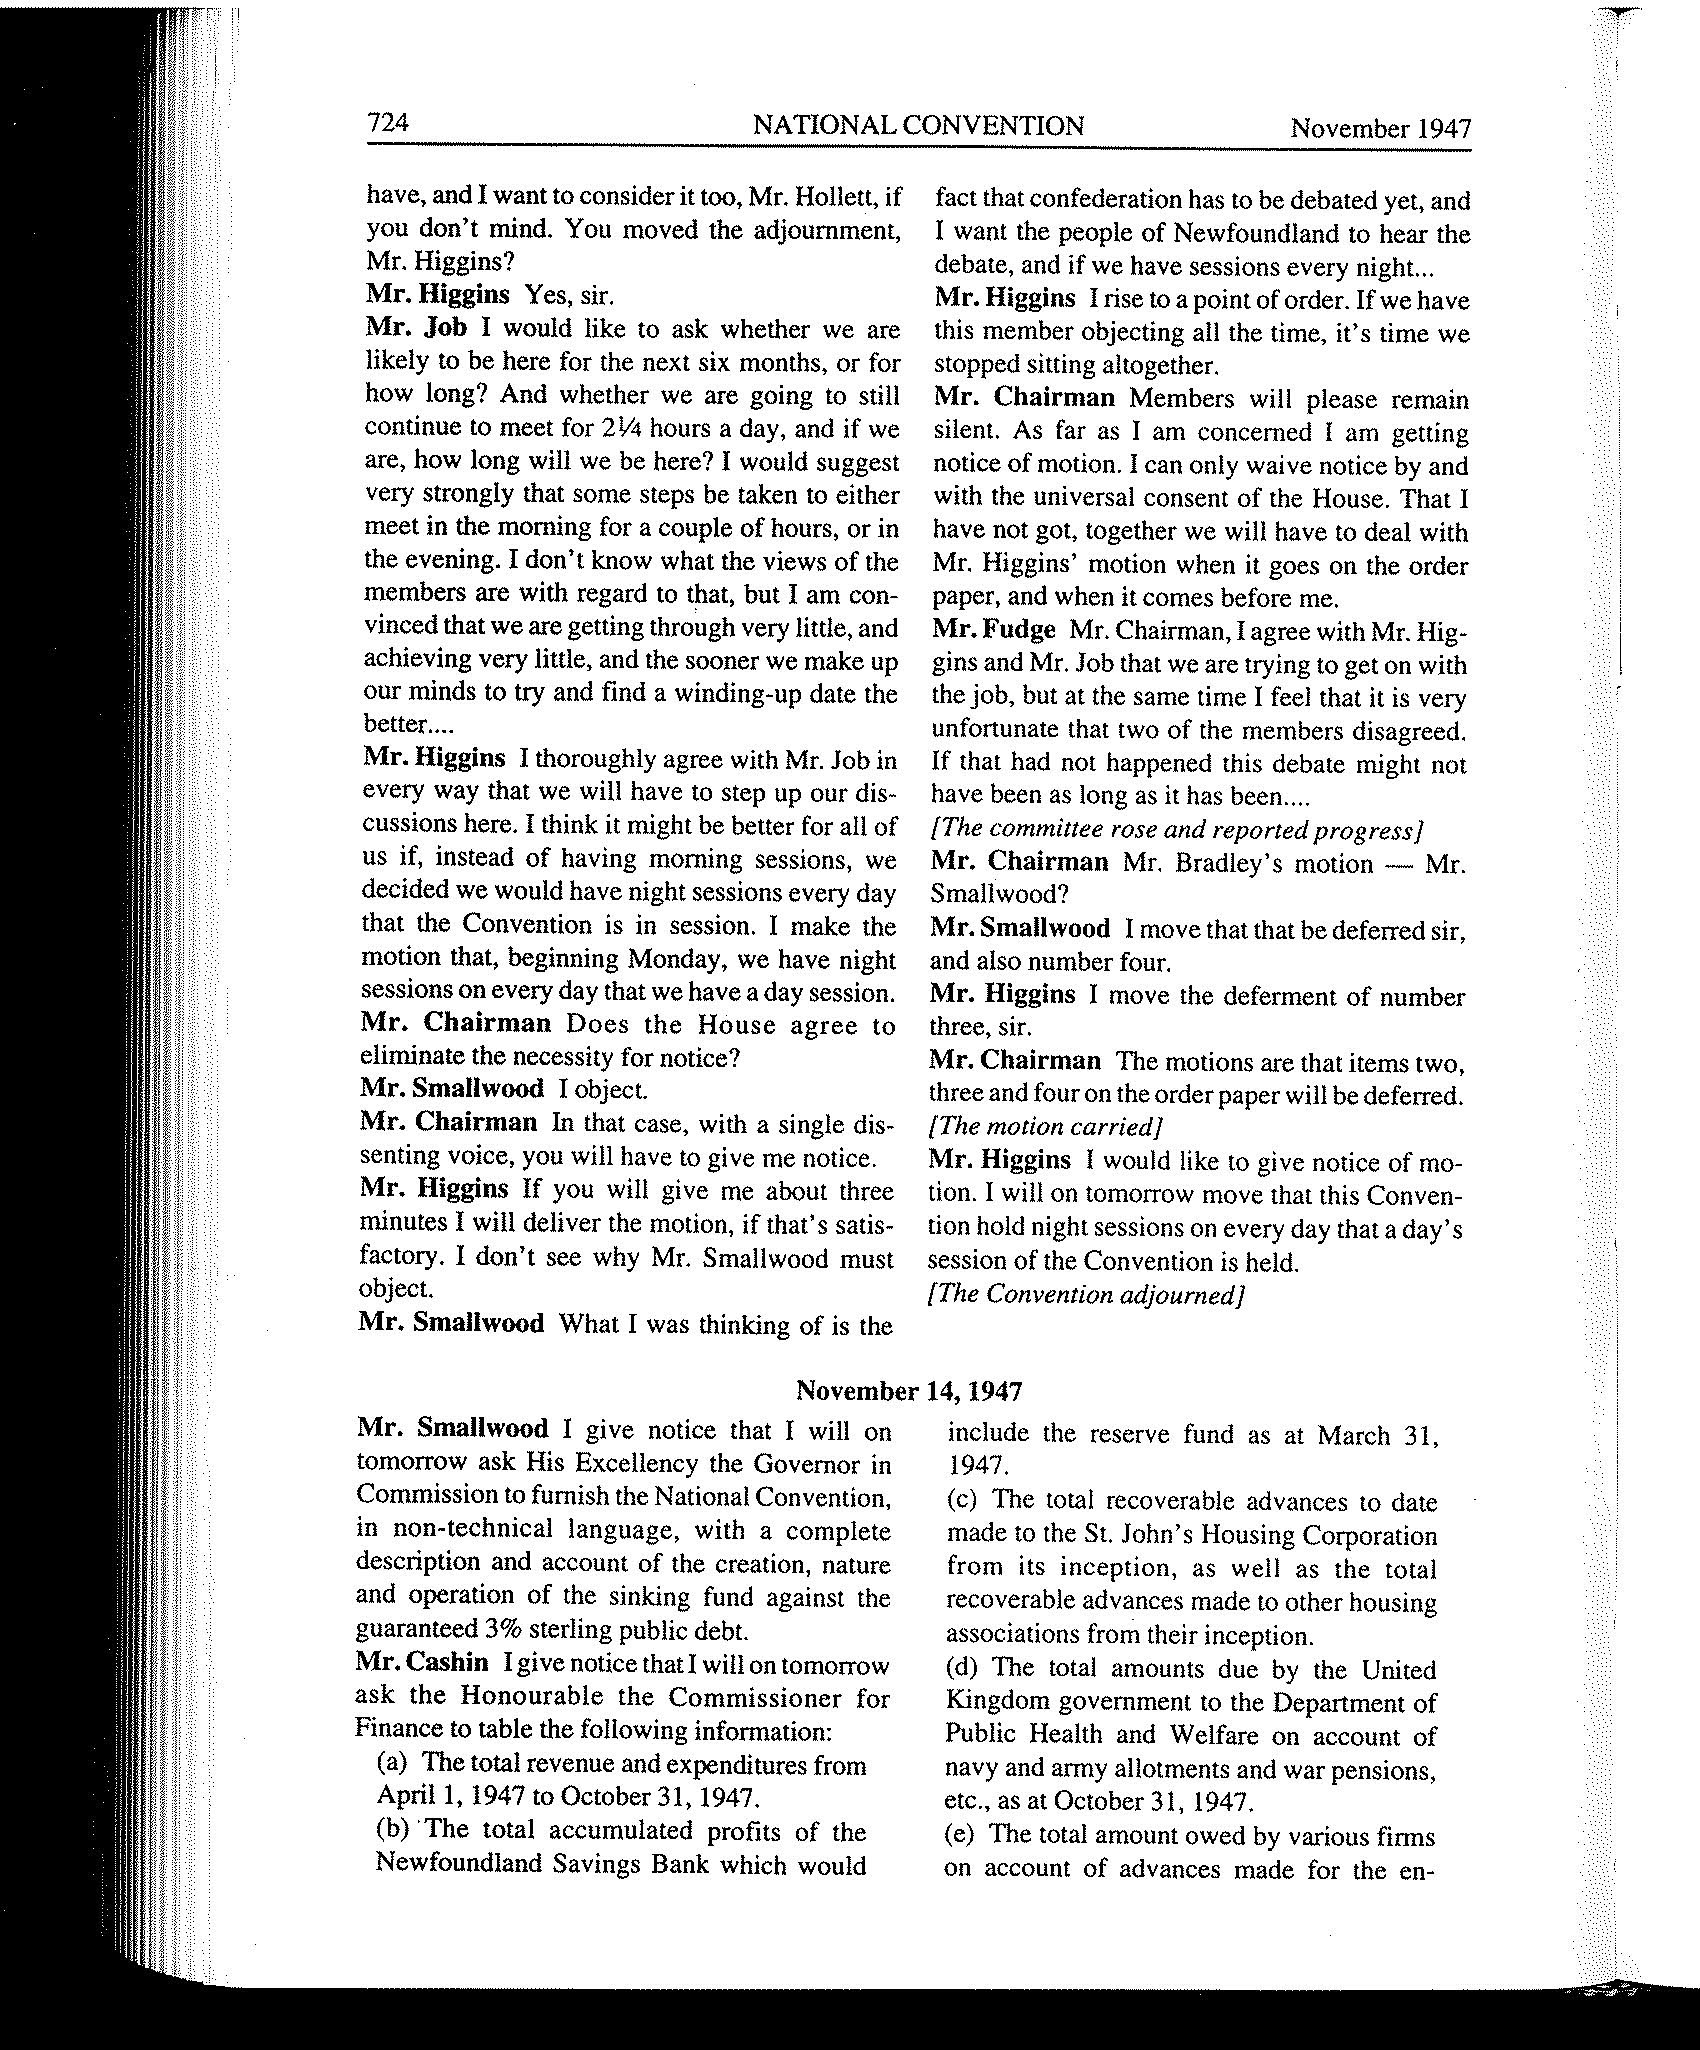 724 NATIONAL CONVENTION November 1947
have, and I want to consider it too, Mr. Hollett, if
you don't mind. You moved the adjournment,
Mr. Higgins?
Mr. Higgins Yes, sir.
Mr. Job I would like to ask whether we are
likely to be here for the next six months, or for
how long? And whether we are going to still
continue to meet for 2¼ hours a day, and if we
are, how long will we be here? I would suggest
very strongly that some steps be taken to either
meet in the morning for a couple of hours, or in
the evening. I don't know what the views of the
members are with regard to that, but I am con-
vinced that we are getting through very little, and
achieving very little, and the sooner we make up
our minds to try and find a winding-up date the
better....
Mr. Higgins I thoroughly agree with Mr. Job in
every way that we will have to step up our dis-
cussions here. I think it might be better for all of
us if, instead of having morning sessions, we
decided we would have night sessions every day
that the Convention is in session. I make the
motion that, beginning Monday, we have night
sessions on every day that we have a day session.
Mr. Chairman Does the House agree to
eliminate the necessity for notice?
Mr. Smallwood I object.
Mr. Chairman In that case, with a single dis-
senting voice, you will have to give me notice.
Mr. Higgins If you will give me about three
minutes I will deliver the motion, if that's satis-
factory. I don't see why Mr. Smallwood must
object.
Mr. Smallwood What I was thinking of is the
fact that confederation has to be debated yet, and
I want the people of Newfoundland to hear the
debate, and if we have sessions every night...
Mr. Higgins I rise to a point of order. If we have
this member objecting all the time, it's time we
stopped sitting altogether.
Mr. Chairman Members will please remain
silent. As far as I am concerned I am getting
notice of motion. I can only waive notice by and
with the universal consent of the House. That I
have not got, together we will have to deal with
Mr. Higgins' motion when it goes on the order
paper, and when it comes before me.
Mr. Fudge Mr. Chairman, I agree with Mr. Hig-
gins and Mr. Job that we are trying to get on with
the job, but at the same time I feel that it is very
unfortunate that two of the members disagreed.
If that had not happened this debate might not
have been as long as it has been....
[The committee rose and reported progress]
Mr. Chairman Mr. Bradley's motion — Mr.
Smallwood?
Mr. Smallwood I move that that be deferred sir,
and also number four.
Mr. Higgins I move the deferment of number
three, sir.
Mr. Chairman The motions are that items two,
three and four on the order paper will be deferred.
[The motion carried]
Mr. Higgins I would like to give notice of mo-
tion. I will on tomorrow move that this Conven-
tion hold night sessions on every day that a day's
session of the Convention is held.
[The Convention adjourned]
November 14, 1947
Mr. Smallwood I give notice that I will on
tomorrow ask His Excellency the Governor in
Commission to furnish the National Convention,
in non-technical language, with a complete
description and account of the creation, nature
and operation of the sinking fund against the
guaranteed 3% sterling public debt.
Mr. Cashin I give notice that I will on tomorrow
ask the Honourable the Commissioner for
Finance to table the following information:
(a) The total revenue and expenditures from
April 1, 1947 to October 31, 1947.
(b) The total accumulated profits of the
Newfoundland Savings Bank which would
include the reserve fund as at March 31,
1947.
(c) The total recoverable advances to date
made to the St. John's Housing Corporation
from its inception, as well as the total
recoverable advances made to other housing
associations from their inception.
(d) The total amounts due by the United
Kingdom government to the Department of
Public Health and Welfare on account of
navy and army allotments and war pensions,
etc., as at October 31, 1947.
(e) The total amount owed by various firms
on account of advances made for the en-